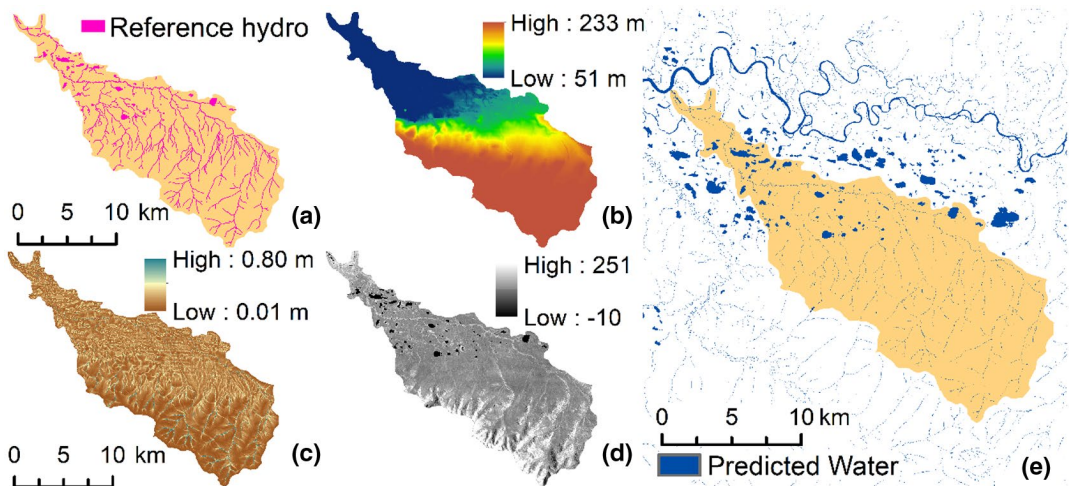 Reference hydro
0 5 10 km
(a)
High : 233 m
Low : 51 m
(b)
High : 0.80 m
Low : 0.01 m
0 5 10 km
(c)
High : 251
Low : -10
(d)
0 5 10 km
Predicted Water
(e)